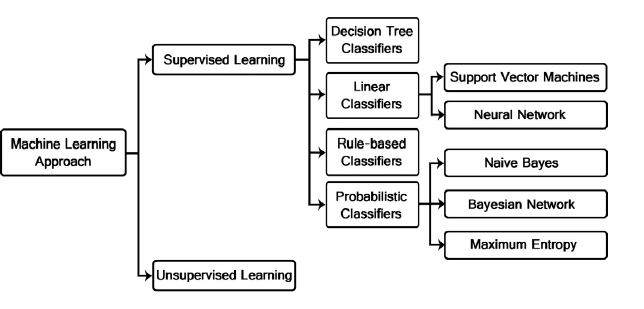 Machine Learning
Approach
Supervised Learning
Unsupervised Learning
Decision Tree
Classifiers
Linear
Classifiers
Rule-based
Classifiers
Probabilistic
Classifiers
Support Vector Machines
Neural Network
Naive Bayes
Bayesian Network
Maximum Entropy